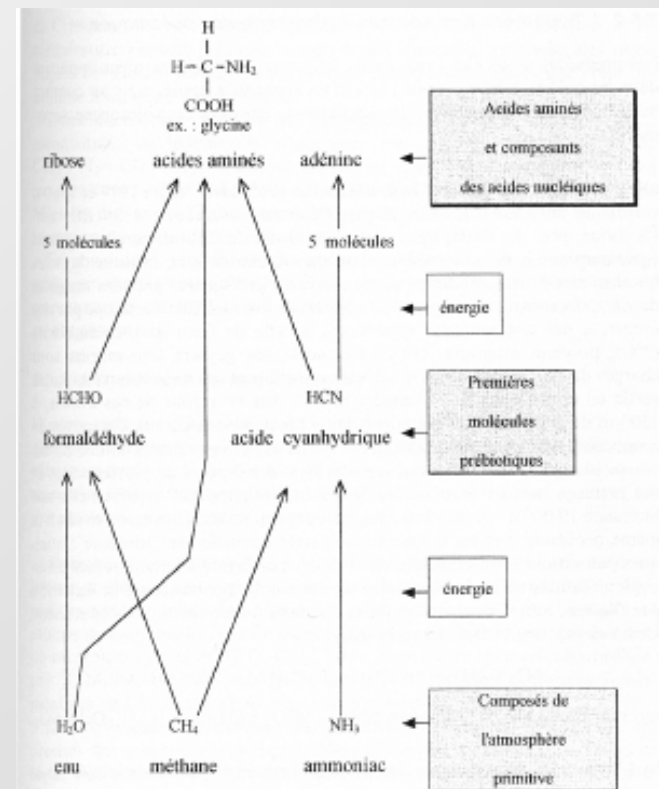 H
H – C – NH₂
COOH
ex. : glycine
ribose acides aminés adénine
Acides aminés
et composants
des acides nucléiques
5 molécules 5 molécules
énergie
HCHO HCN
formaldéhyde acide cyanhydrique
Premières
molécules
prébiotiques
énergie
H₂O CH₄ NH₃
eau méthane ammoniac
Composés de
l'atmosphère
primitive